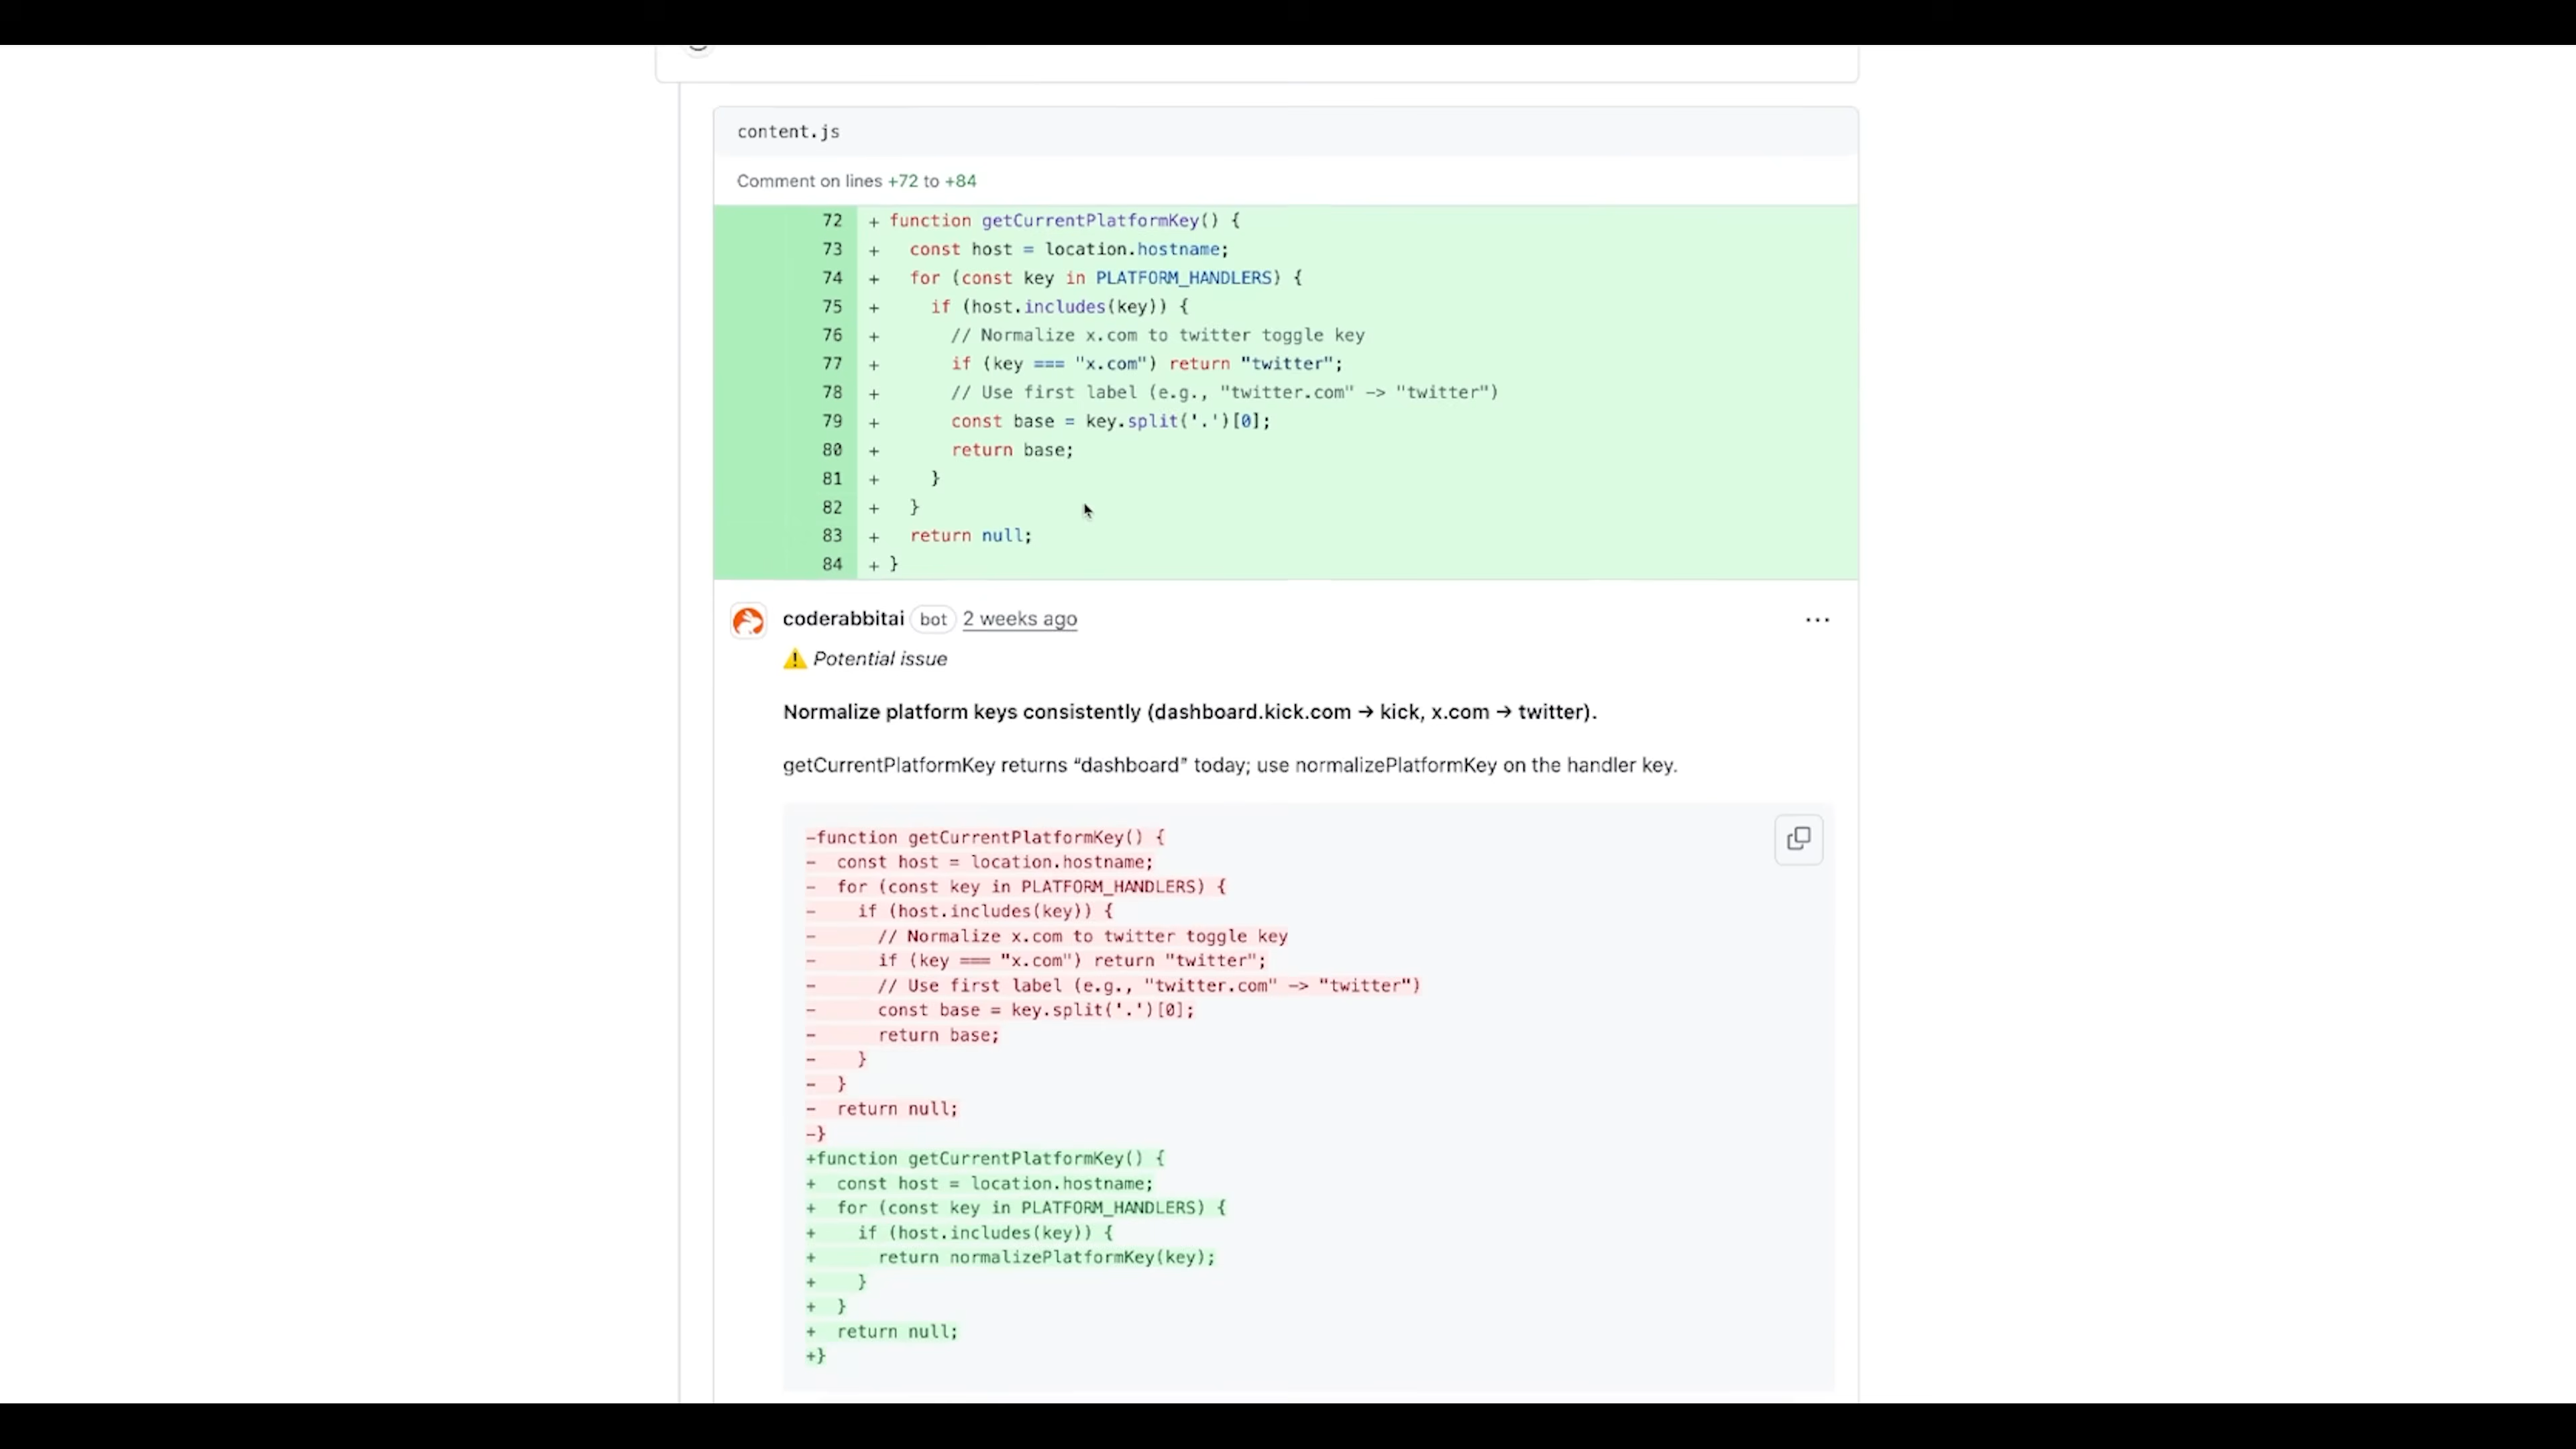 content.js
Comment on lines +72 to +84
72 + function getCurrentPlatformKey() {
73 +   const host = location.hostname;
74 +   for (const key in PLATFORM_HANDLERS) {
75 +     if (host.includes(key)) {
76 +       // Normalize x.com to twitter toggle key
77 +       if (key === "x.com") return "twitter";
78 +       // Use first label (e.g., "twitter.com" -> "twitter")
79 +       const base = key.split('.')[0];
80 +       return base;
81 +     }
82 +   }
83 +   return null;
84 + }
coderabbitai bot 2 weeks ago
⚠️ Potential issue
Normalize platform keys consistently (dashboard.kick.com → kick, x.com → twitter).
getCurrentPlatformKey returns “dashboard” today; use normalizePlatformKey on the handler key.
-function getCurrentPlatformKey() {
-  const host = location.hostname;
-  for (const key in PLATFORM_HANDLERS) {
-    if (host.includes(key)) {
-      // Normalize x.com to twitter toggle key
-      if (key === "x.com") return "twitter";
-      // Use first label (e.g., "twitter.com" -> "twitter")
-      const base = key.split('.')[0];
-      return base;
-    }
-  }
-  return null;
-}
+function getCurrentPlatformKey() {
+  const host = location.hostname;
+  for (const key in PLATFORM_HANDLERS) {
+    if (host.includes(key)) {
+      return normalizePlatformKey(key);
+    }
+  }
+  return null;
+}